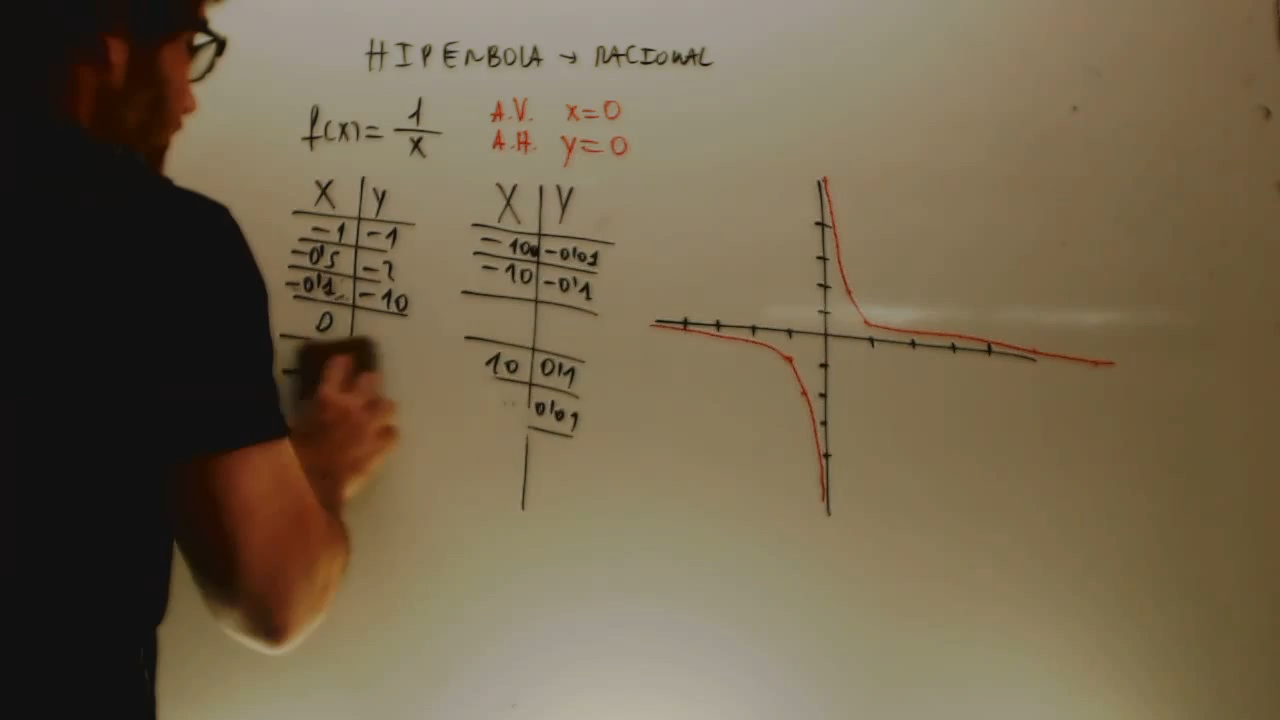 HIPERBOLA → RACIONAL
f(x) = 1/x
A.V. x=0
A.H. y=0
X Y
-1 -1
-0'5 -2
-0'1 -10
0
X Y
-100 -0'01
-10 -0'1
10 0'1
0'01